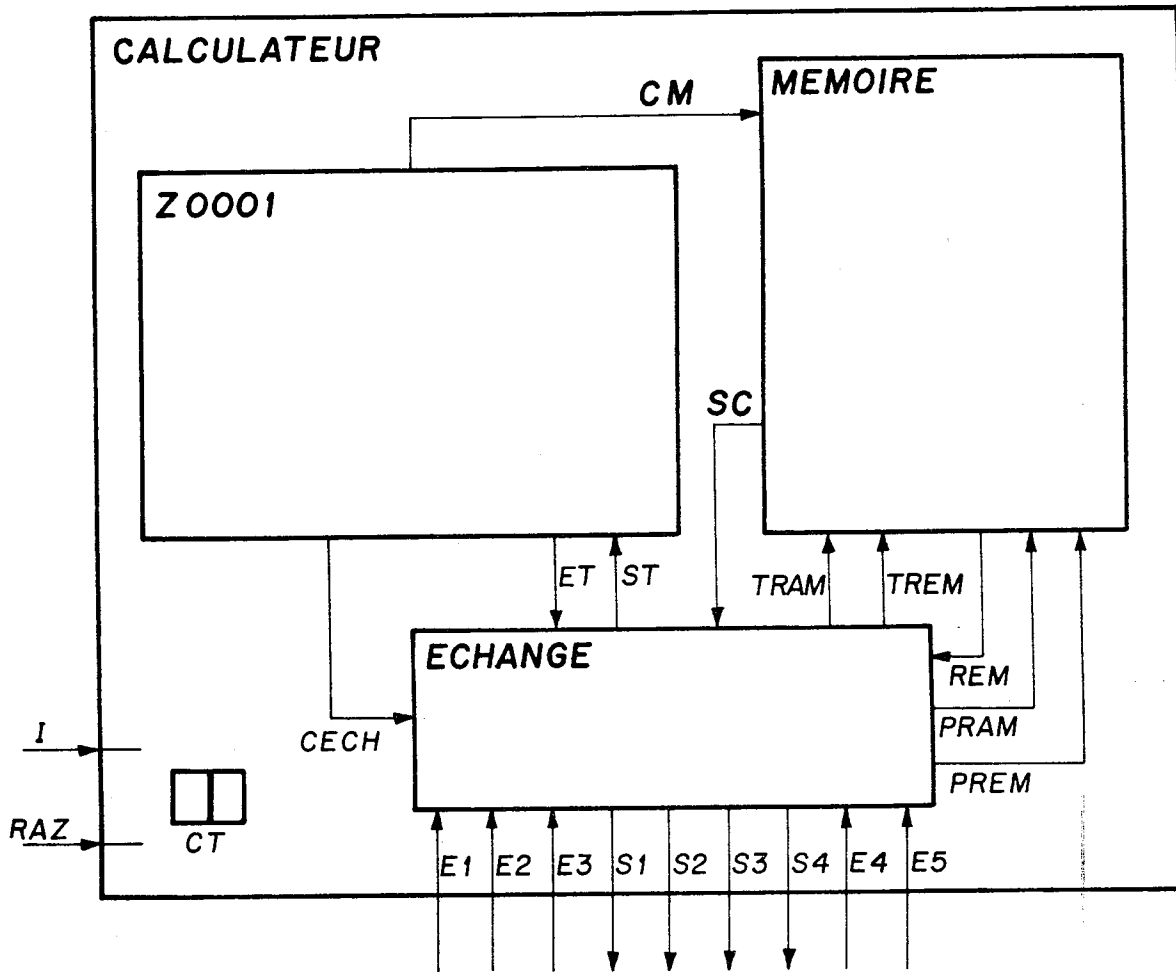 CALCULATEUR
CM
MEMOIRE
Z0001
SC
ET
ST
TRAM
TREM
ECHANGE
REM
PRAM
PREM
CECH
I
RAZ
CT
E1
E2
E3
S1
S2
S3
S4
E4
E5